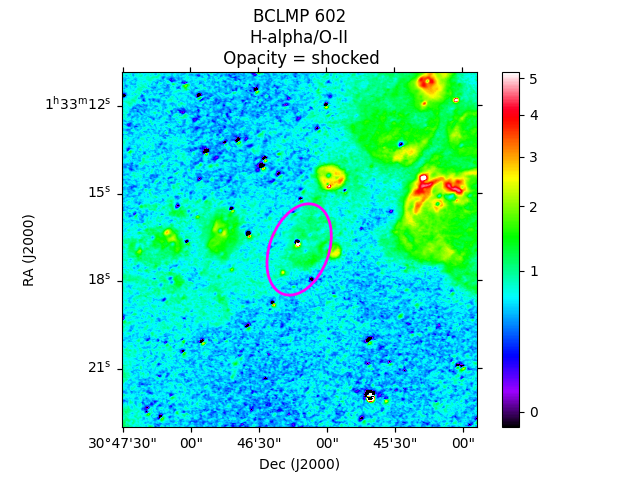 BCLMP 602
H-alpha/O-II
Opacity = shocked
1h33m12s
15s
18s
21s
RA (J2000)
30°47'30" 00" 46'30" 00" 45'30" 00"
Dec (J2000)
5
4
3
2
1
0